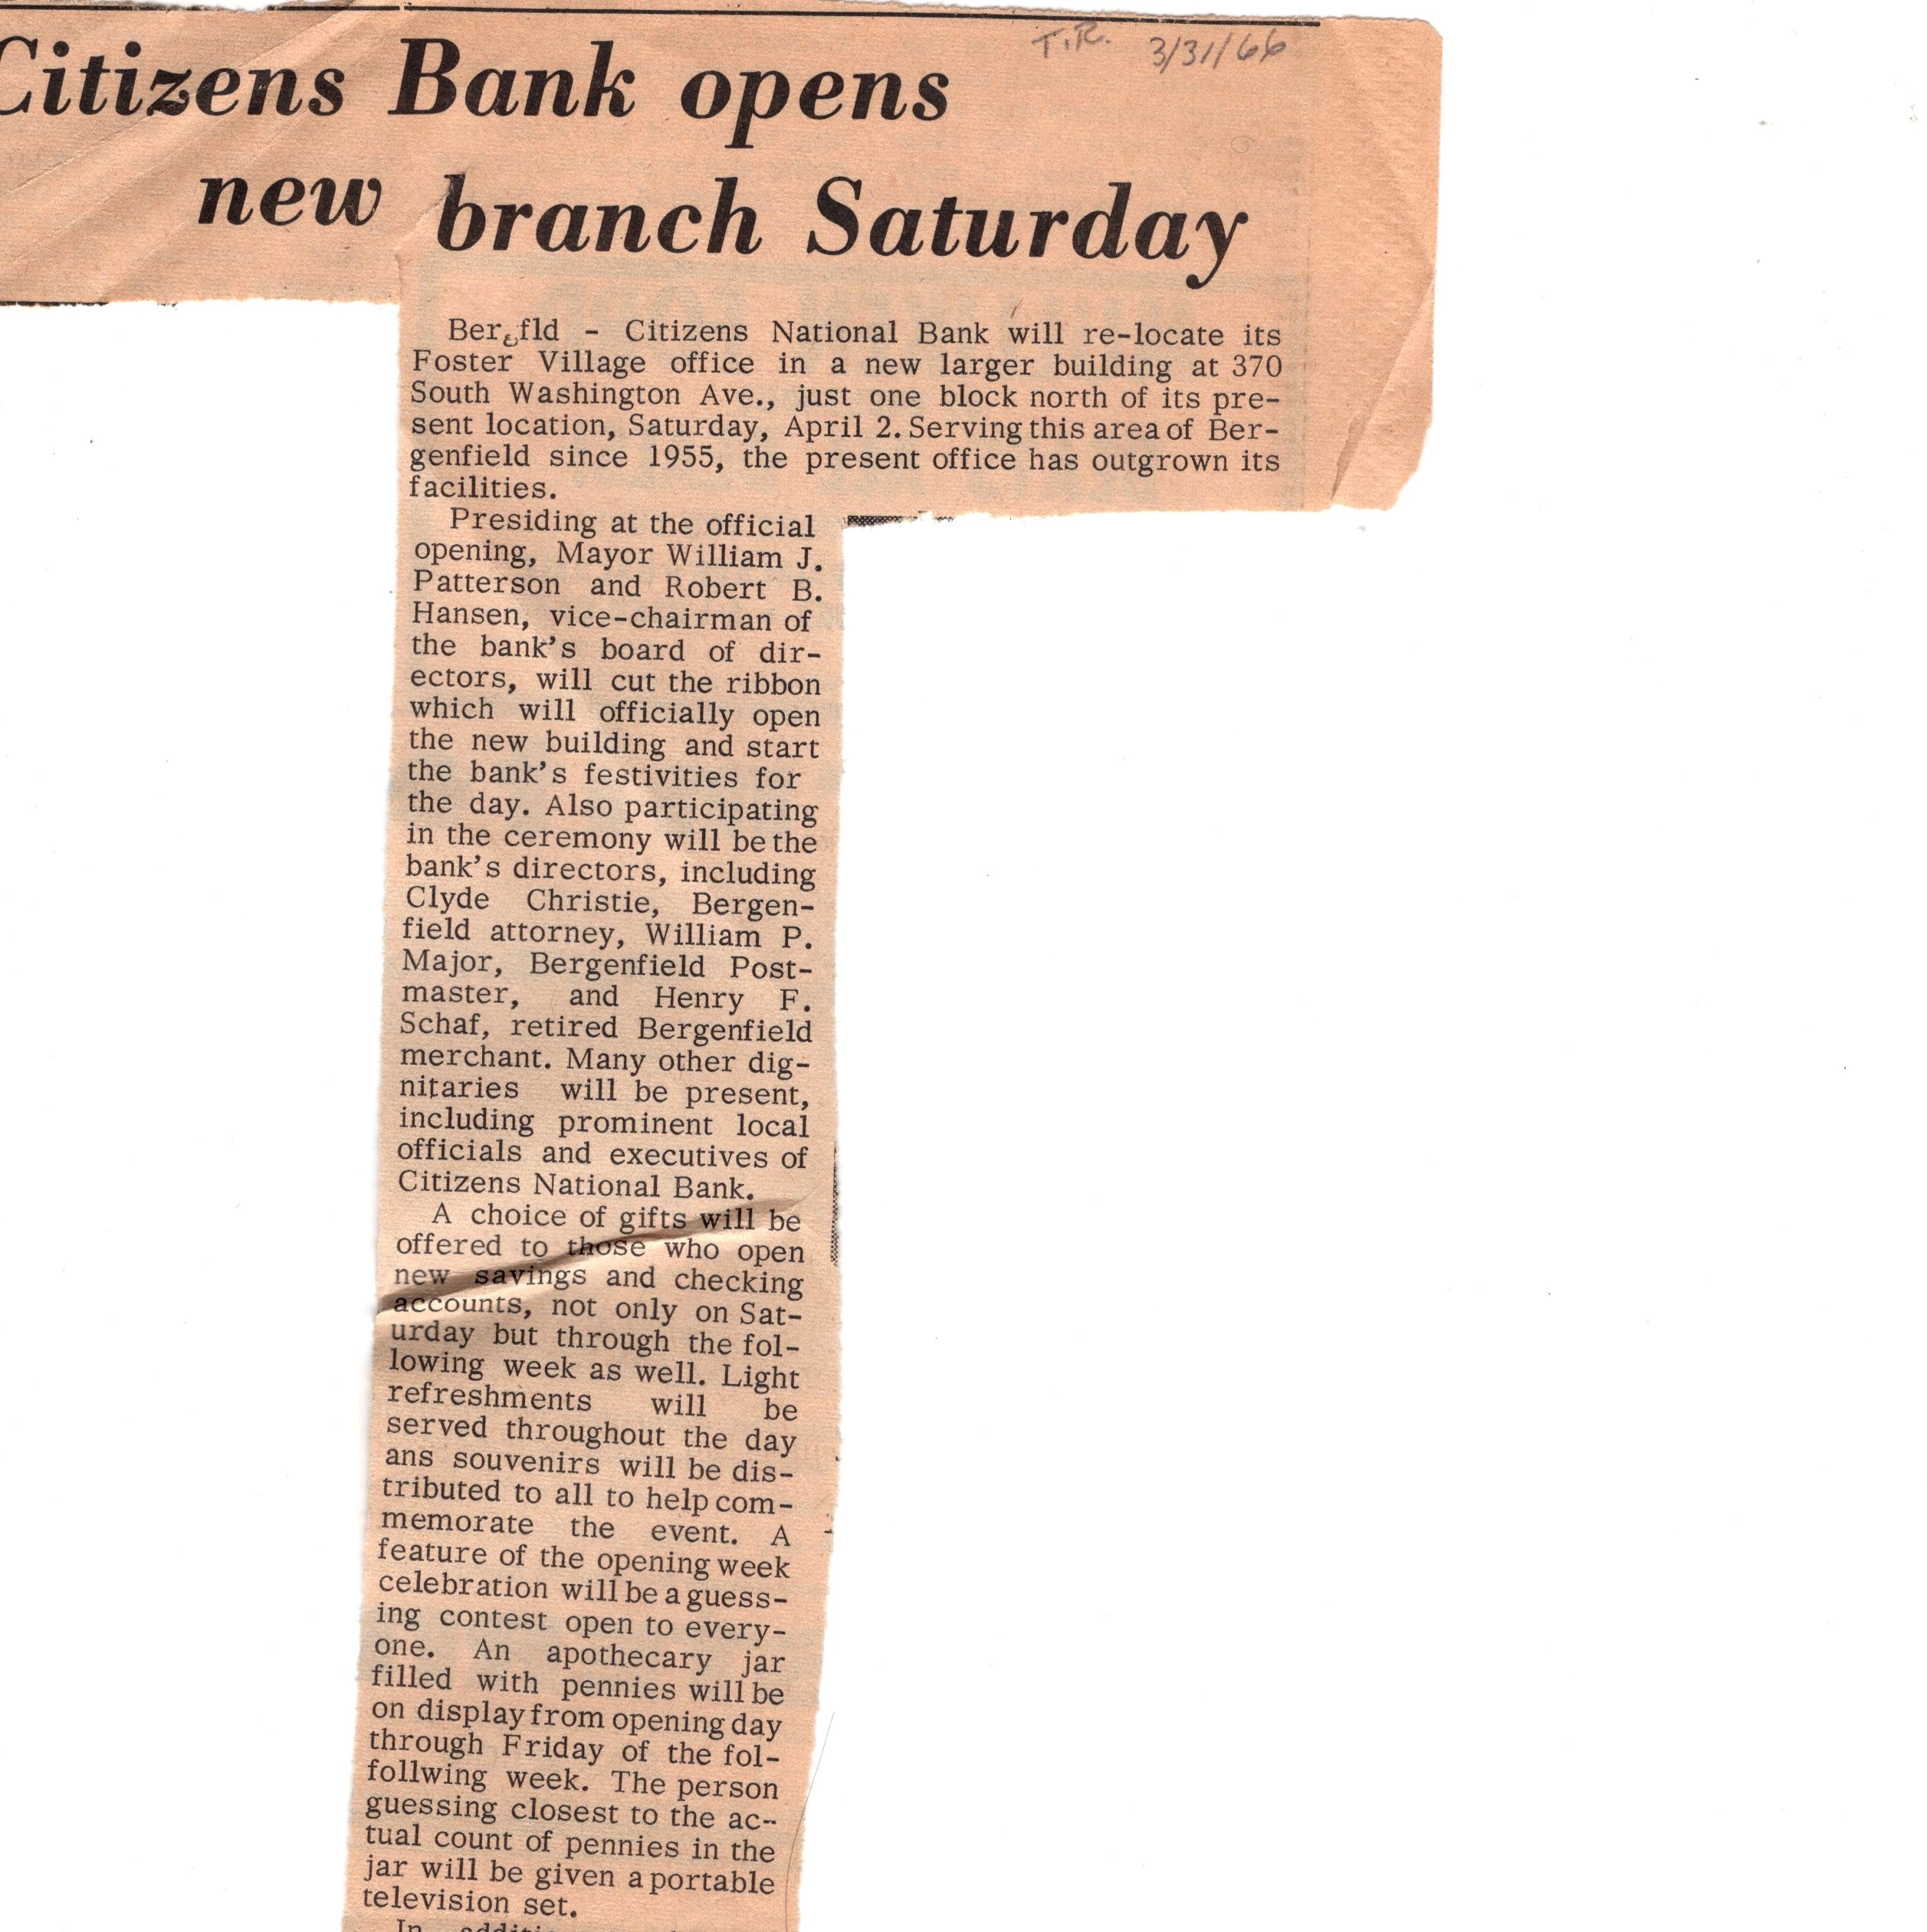 T.R. 3/31/66
Citizens Bank opens
new branch Saturday
Bergfld - Citizens National Bank will re-locate its
Foster Village office in a new larger building at 370
South Washington Ave., just one block north of its pre-
sent location, Saturday, April 2. Serving this area of Ber-
genfield since 1955, the present office has outgrown its
facilities.
Presiding at the official
opening, Mayor William J.
Patterson and Robert B.
Hansen, vice-chairman of
the bank's board of dir-
ectors, will cut the ribbon
which will officially open
the new building and start
the bank's festivities for
the day. Also participating
in the ceremony will be the
bank's directors, including
Clyde Christie, Bergen-
field attorney, William P.
Major, Bergenfield Post-
master, and Henry F.
Schaf, retired Bergenfield
merchant. Many other dig-
nitaries will be present,
including prominent local
officials and executives of
Citizens National Bank.
A choice of gifts will be
offered to those who open
new savings and checking
accounts, not only on Sat-
urday but through the fol-
lowing week as well. Light
refreshments will be
served throughout the day
ans souvenirs will be dis-
tributed to all to help com-
memorate the event. A
feature of the opening week
celebration will be a guess-
ing contest open to every-
one. An apothecary jar
filled with pennies will be
on display from opening day
through Friday of the fol-
follwing week. The person
guessing closest to the ac-
tual count of pennies in the
jar will be given a portable
television set.
In